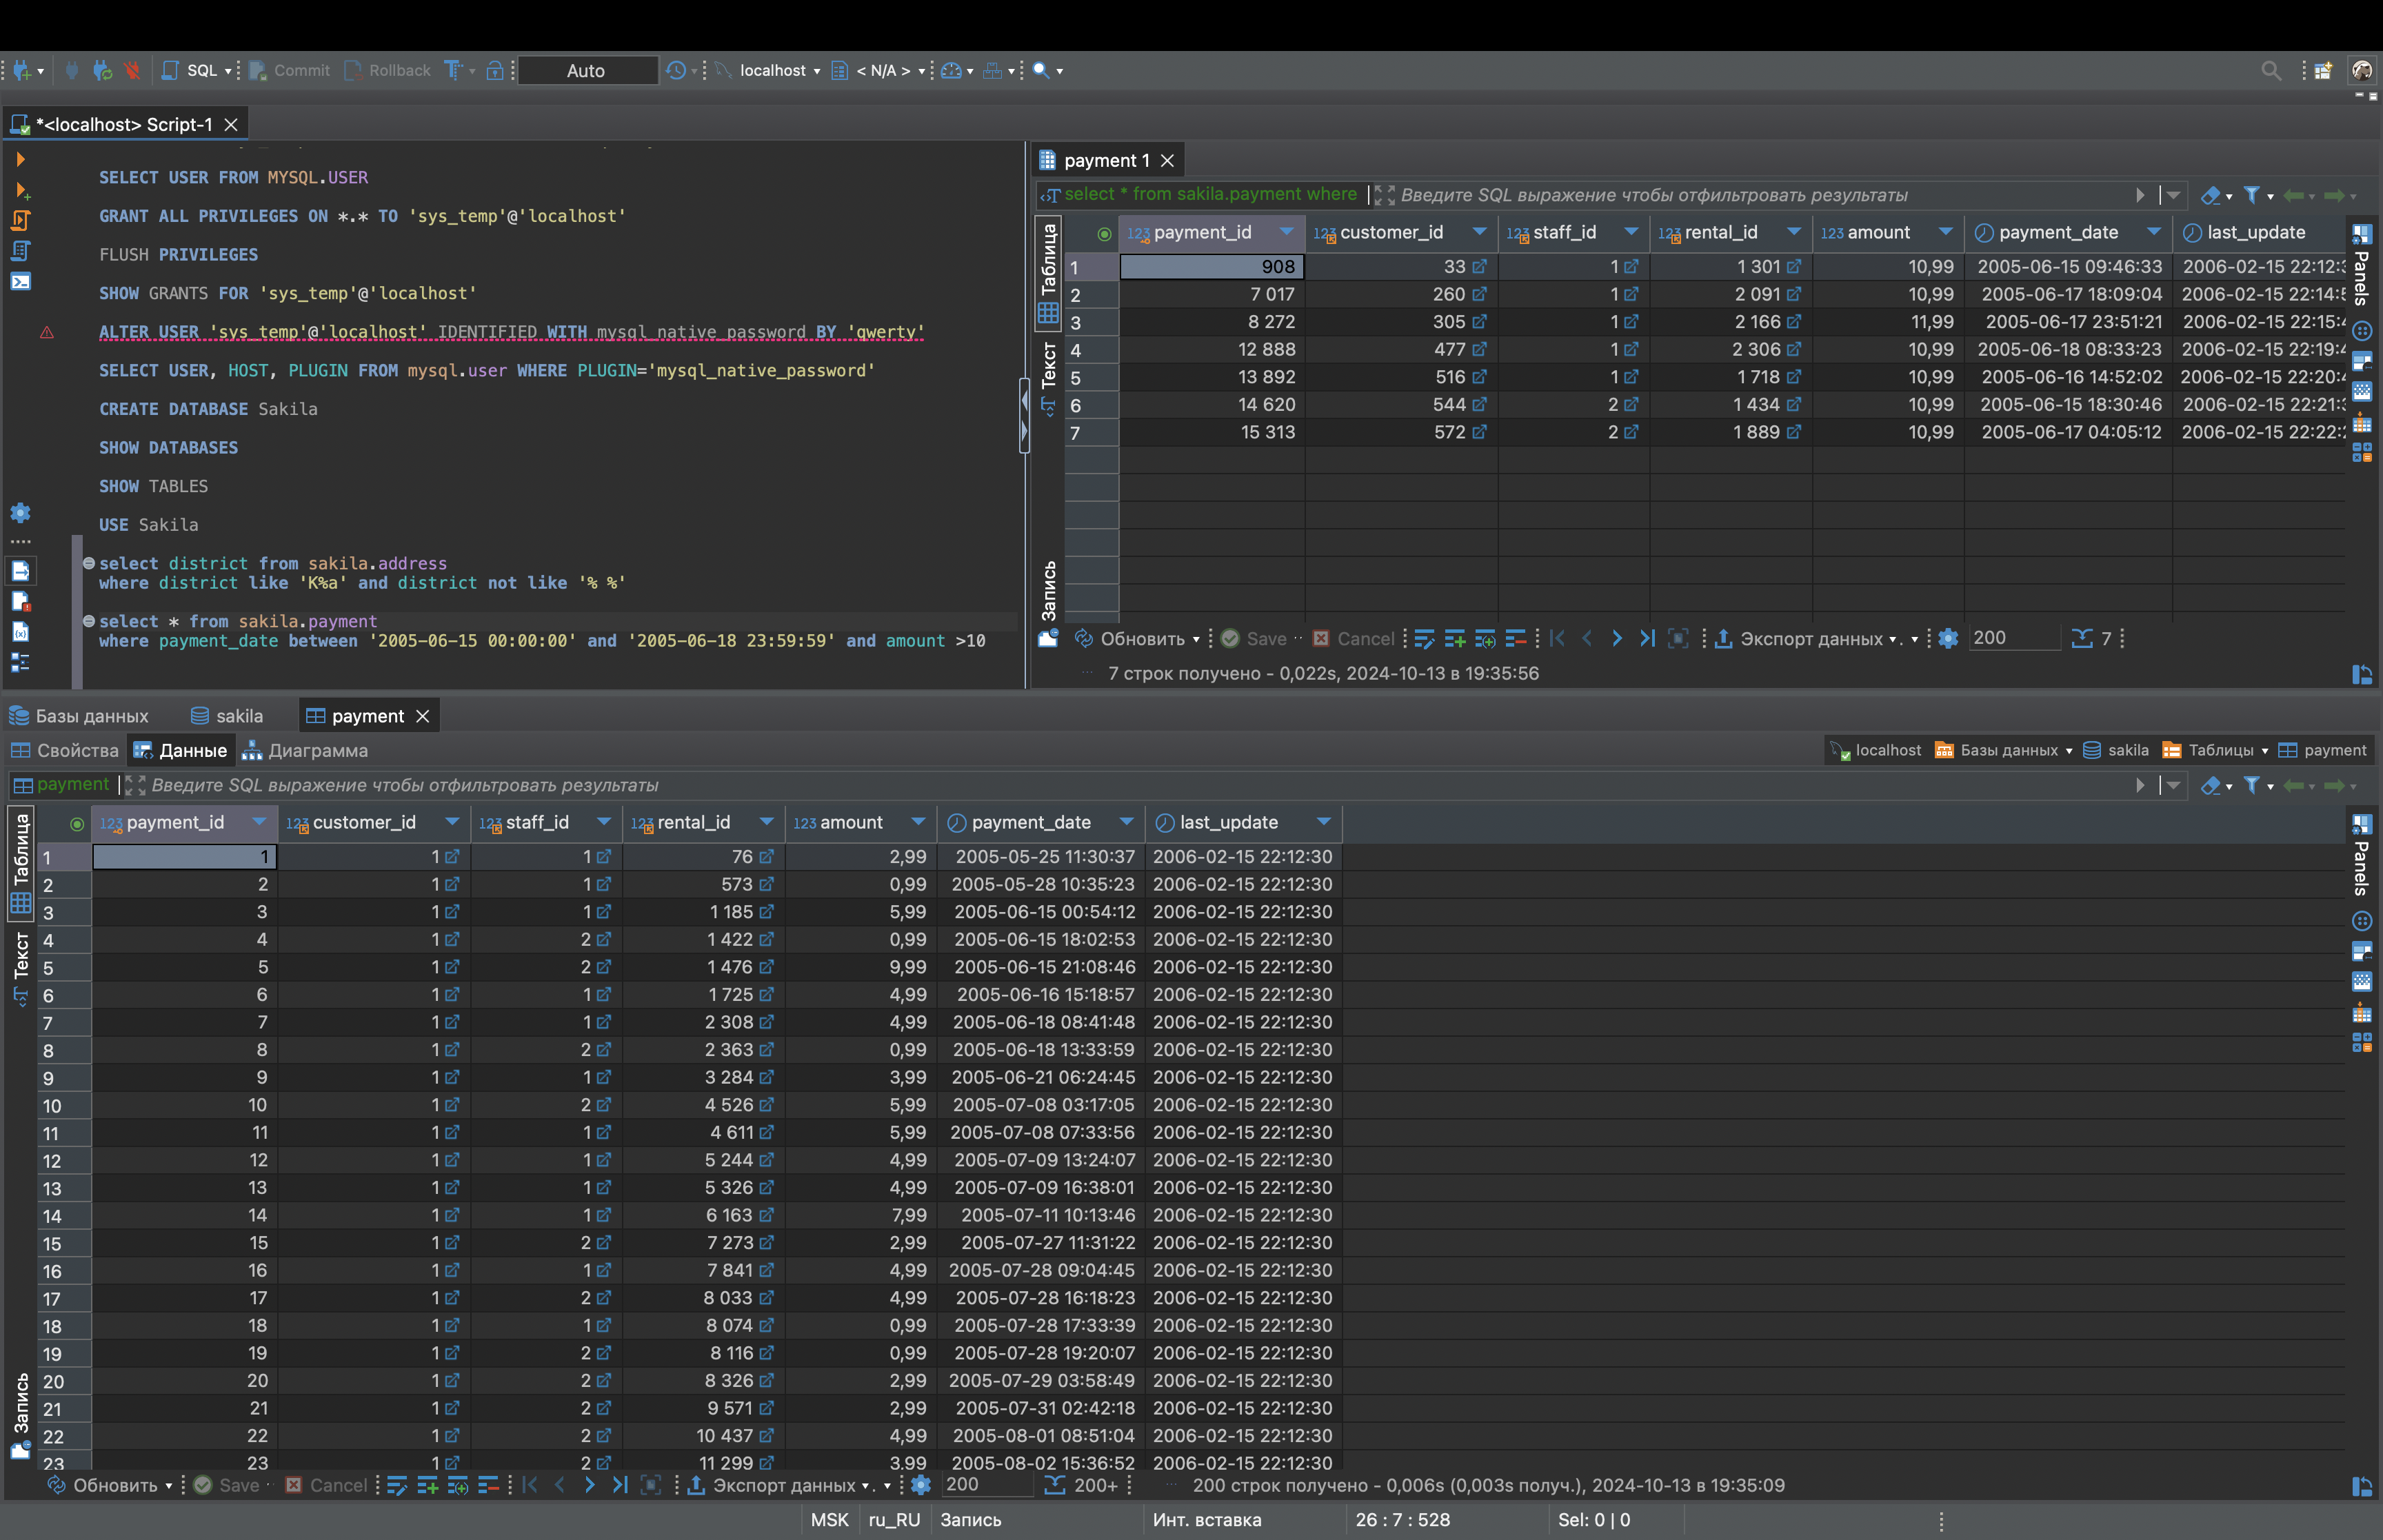 SQL Commit Rollback Auto localhost < N/A >
*<localhost> Script-1
SELECT USER FROM MYSQL.USER
GRANT ALL PRIVILEGES ON *.* TO 'sys_temp'@'localhost'
FLUSH PRIVILEGES
SHOW GRANTS FOR 'sys_temp'@'localhost'
ALTER USER 'sys_temp'@'localhost' IDENTIFIED WITH mysql_native_password BY 'qwerty'
SELECT USER, HOST, PLUGIN FROM mysql.user WHERE PLUGIN='mysql_native_password'
CREATE DATABASE Sakila
SHOW DATABASES
SHOW TABLES
USE Sakila
select district from sakila.address
where district like 'K%a' and district not like '% %'
select * from sakila.payment
where payment_date between '2005-06-15 00:00:00' and '2005-06-18 23:59:59' and amount >10
payment 1
select * from sakila.payment where Введите SQL выражение чтобы отфильтровать результаты
Таблица
Текст
Запись
Panels
payment_id customer_id staff_id rental_id amount payment_date last_update
1 908 33 1 1 301 10,99 2005-06-15 09:46:33 2006-02-15 22:12:
2 7 017 260 1 2 091 10,99 2005-06-17 18:09:04 2006-02-15 22:14:
3 8 272 305 1 2 166 11,99 2005-06-17 23:51:21 2006-02-15 22:15:
4 12 888 477 1 2 306 10,99 2005-06-18 08:33:23 2006-02-15 22:19:
5 13 892 516 1 1 718 10,99 2005-06-16 14:52:02 2006-02-15 22:20:
6 14 620 544 2 1 434 10,99 2005-06-15 18:30:46 2006-02-15 22:21:
7 15 313 572 2 1 889 10,99 2005-06-17 04:05:12 2006-02-15 22:22:
Обновить Save Cancel Экспорт данных 200 7
7 строк получено - 0,022s, 2024-10-13 в 19:35:56
Базы данных sakila payment
Свойства Данные Диаграмма localhost Базы данных sakila Таблицы payment
payment Введите SQL выражение чтобы отфильтровать результаты
Таблица
Текст
Запись
Panels
payment_id customer_id staff_id rental_id amount payment_date last_update
1 1 1 1 76 2,99 2005-05-25 11:30:37 2006-02-15 22:12:30
2 2 1 1 573 0,99 2005-05-28 10:35:23 2006-02-15 22:12:30
3 3 1 1 1 185 5,99 2005-06-15 00:54:12 2006-02-15 22:12:30
4 4 1 2 1 422 0,99 2005-06-15 18:02:53 2006-02-15 22:12:30
5 5 1 2 1 476 9,99 2005-06-15 21:08:46 2006-02-15 22:12:30
6 6 1 1 1 725 4,99 2005-06-16 15:18:57 2006-02-15 22:12:30
7 7 1 1 2 308 4,99 2005-06-18 08:41:48 2006-02-15 22:12:30
8 8 1 2 2 363 0,99 2005-06-18 13:33:59 2006-02-15 22:12:30
9 9 1 1 3 284 3,99 2005-06-21 06:24:45 2006-02-15 22:12:30
10 10 1 2 4 526 5,99 2005-07-08 03:17:05 2006-02-15 22:12:30
11 11 1 1 4 611 5,99 2005-07-08 07:33:56 2006-02-15 22:12:30
12 12 1 1 5 244 4,99 2005-07-09 13:24:07 2006-02-15 22:12:30
13 13 1 1 5 326 4,99 2005-07-09 16:38:01 2006-02-15 22:12:30
14 14 1 1 6 163 7,99 2005-07-11 10:13:46 2006-02-15 22:12:30
15 15 1 2 7 273 2,99 2005-07-27 11:31:22 2006-02-15 22:12:30
16 16 1 1 7 841 4,99 2005-07-28 09:04:45 2006-02-15 22:12:30
17 17 1 2 8 033 4,99 2005-07-28 16:18:23 2006-02-15 22:12:30
18 18 1 1 8 074 0,99 2005-07-28 17:33:39 2006-02-15 22:12:30
19 19 1 2 8 116 0,99 2005-07-28 19:20:07 2006-02-15 22:12:30
20 20 1 2 8 326 2,99 2005-07-29 03:58:49 2006-02-15 22:12:30
21 21 1 2 9 571 2,99 2005-07-31 02:42:18 2006-02-15 22:12:30
22 22 1 2 10 437 4,99 2005-08-01 08:51:04 2006-02-15 22:12:30
23 23 1 2 11 299 3,99 2005-08-02 15:36:52 2006-02-15 22:12:30
Обновить Save Cancel Экспорт данных 200 200+ 200 строк получено - 0,006s (0,003s получ.), 2024-10-13 в 19:35:09
MSK ru_RU Запись Инт. вставка 26 : 7 : 528 Sel: 0 | 0